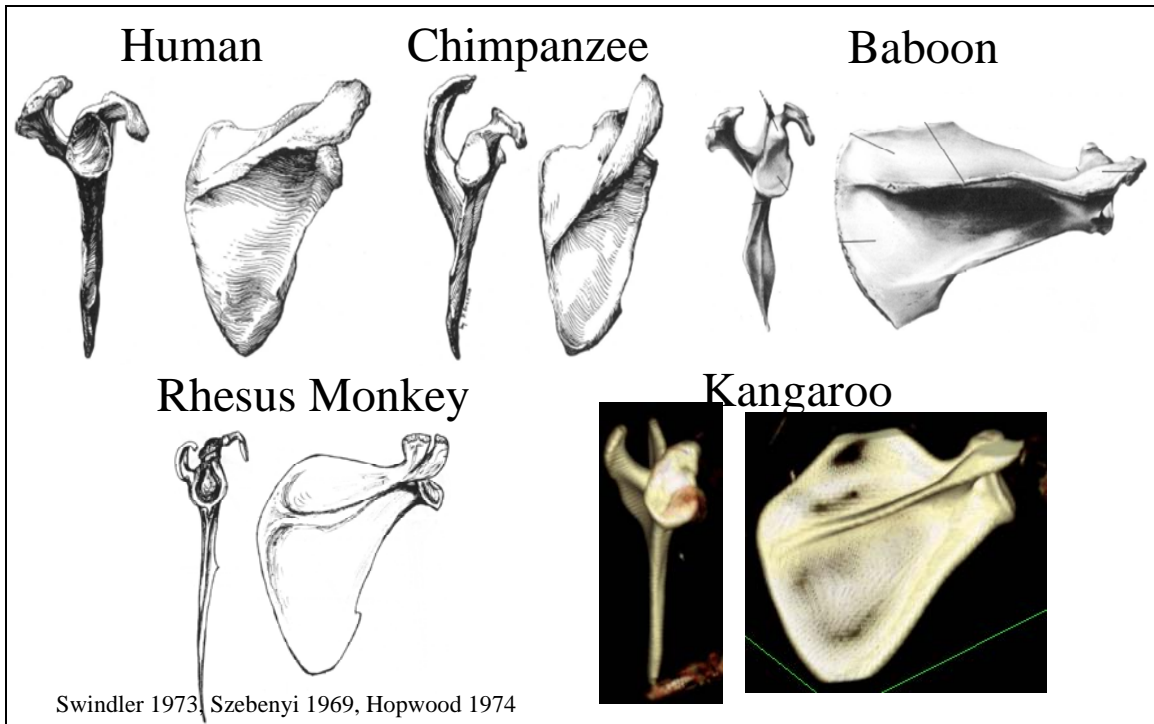 Human
Chimpanzee
Baboon
Rhesus Monkey
Kangaroo
Swindler 1973, Szebenyi 1969, Hopwood 1974